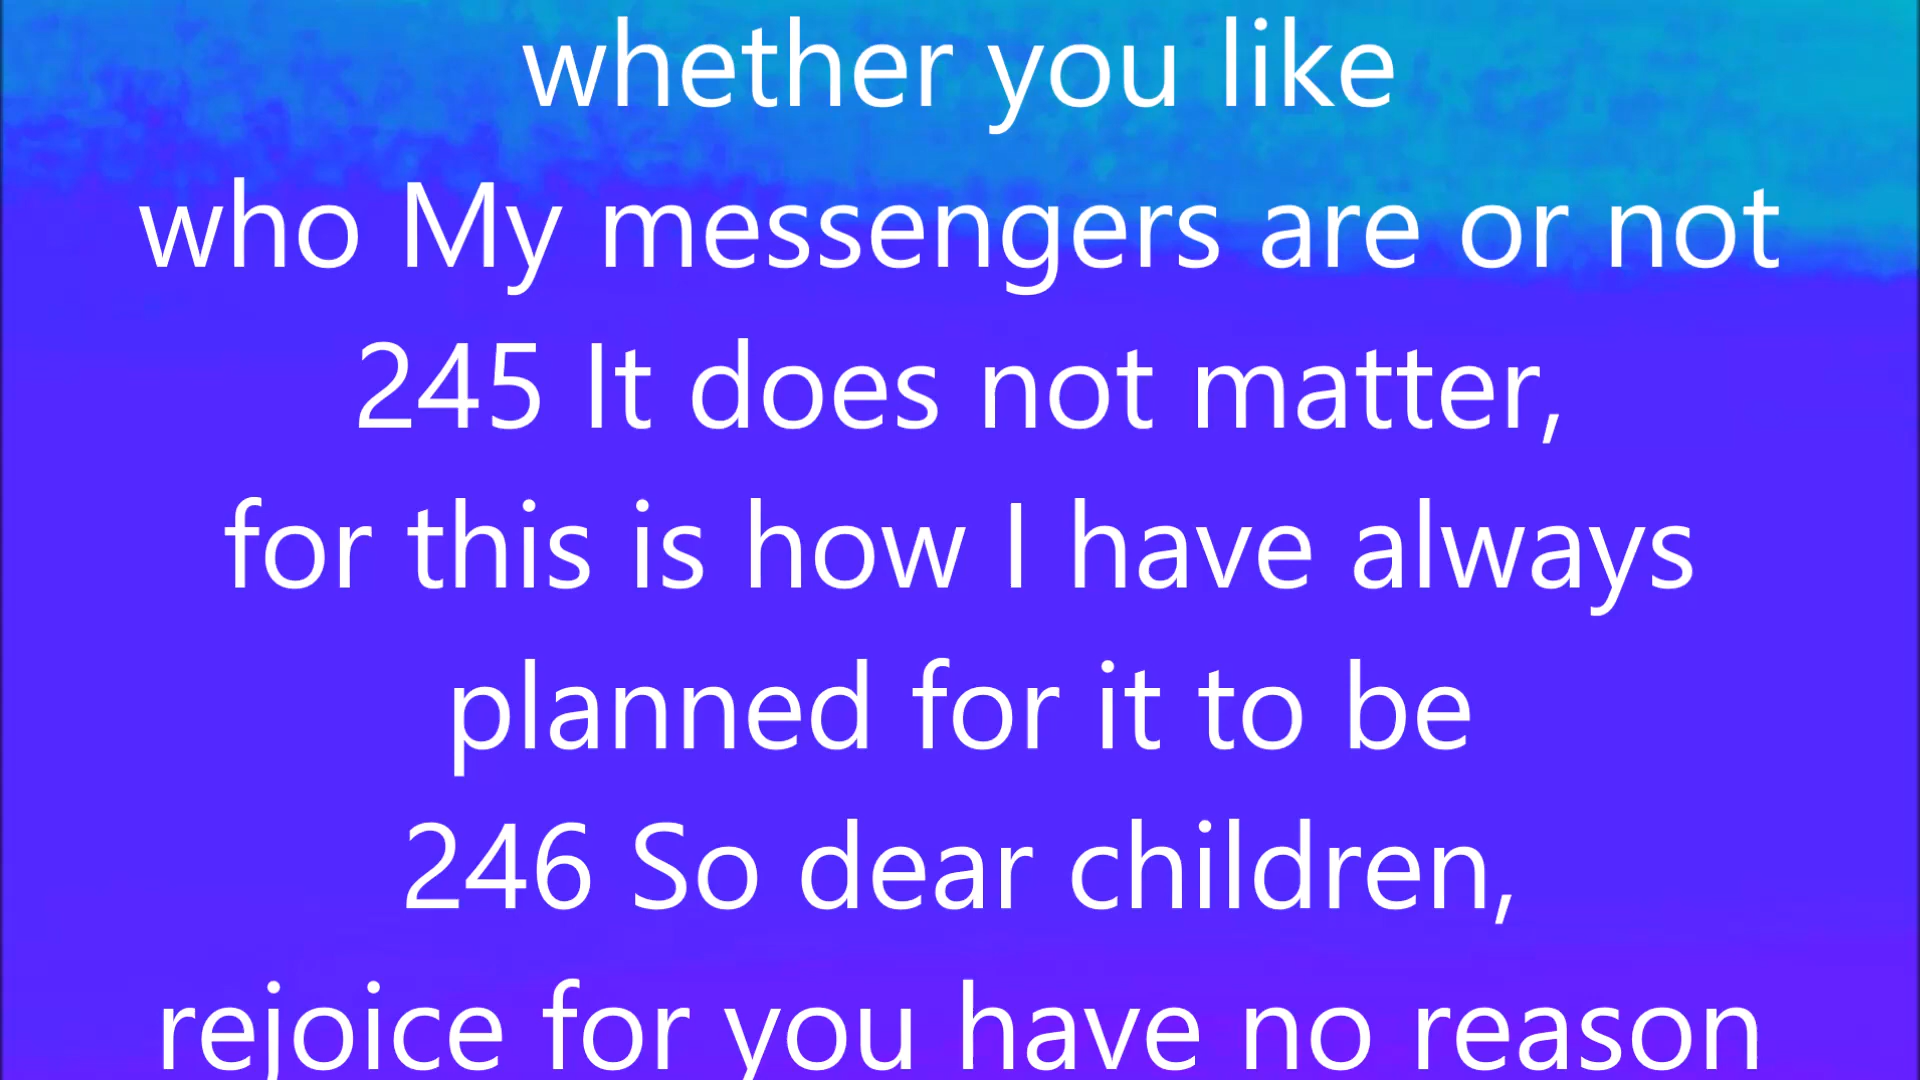 whether you like
who My messengers are or not
245 It does not matter,
for this is how I have always
planned for it to be
246 So dear children,
rejoice for you have no reason